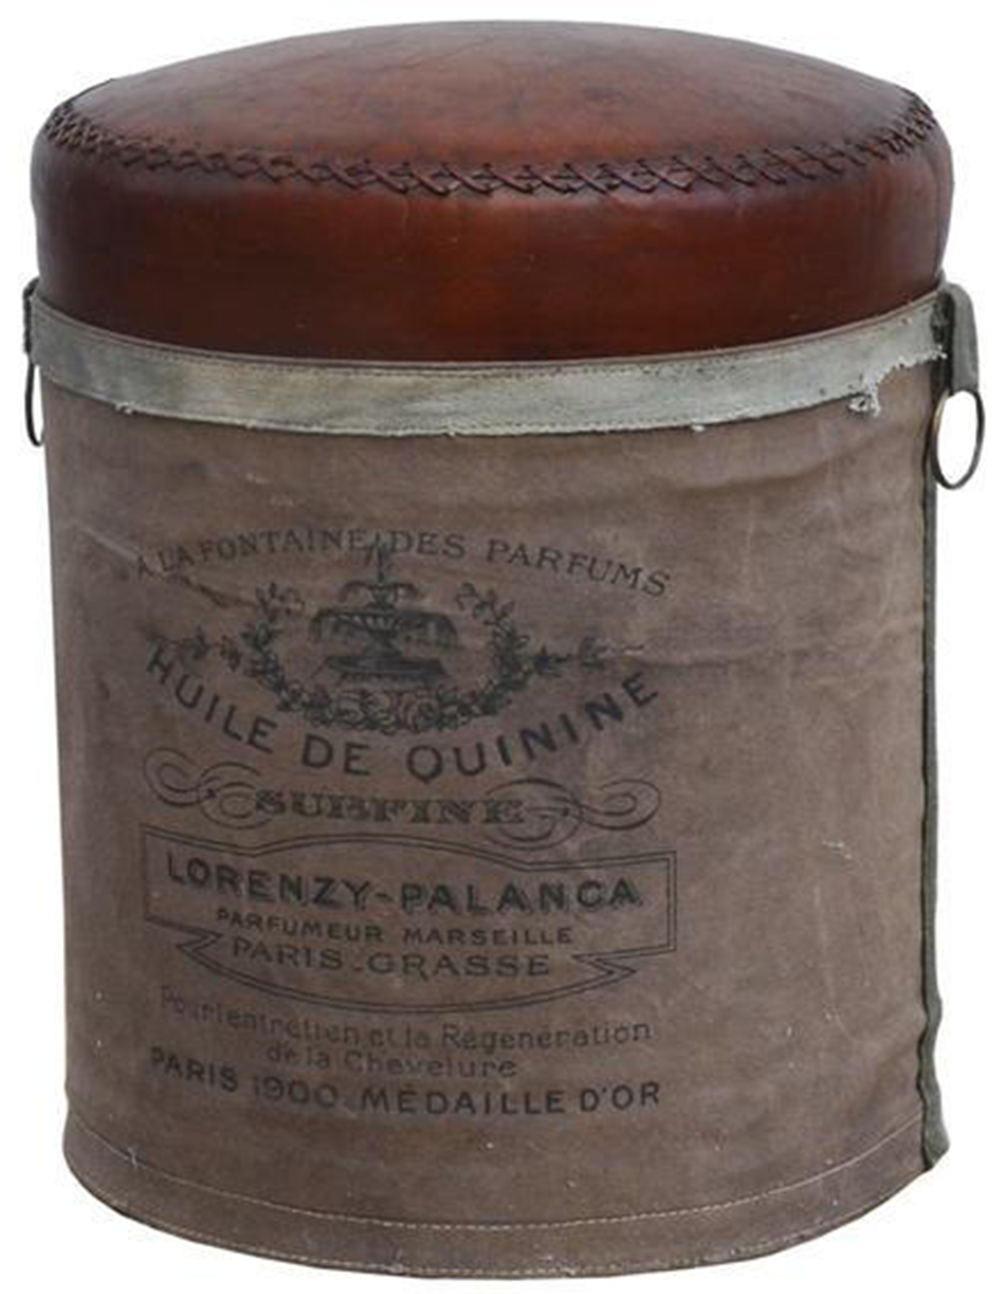 A LA FONTAINE DES PARFUMS
HUILE DE QUININE
SURFINE
LORENZY-PALANCA
PARFUMEUR MARSEILLE
PARIS-GRASSE
Pour l'entretien et la Régéneration
de la Chevelure
PARIS 1900 MÉDAILLE D'OR